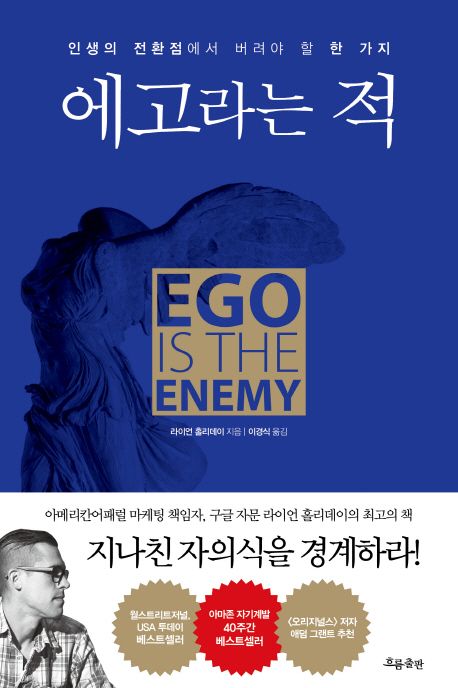 인생의 전환점에서 버려야 할 한 가지
에고라는 적
EGO
IS THE
ENEMY
라이언 홀리데이 지음 | 이경식 옮김
아메리칸어패럴 마케팅 책임자, 구글 자문 라이언 홀리데이의 최고의 책
지나친 자의식을 경계하라!
월스트리트저널,
USA 투데이
베스트셀러
아마존 자기계발
40주간
베스트셀러
<오리지널스> 저자
애덤 그랜트 추천
흐름출판